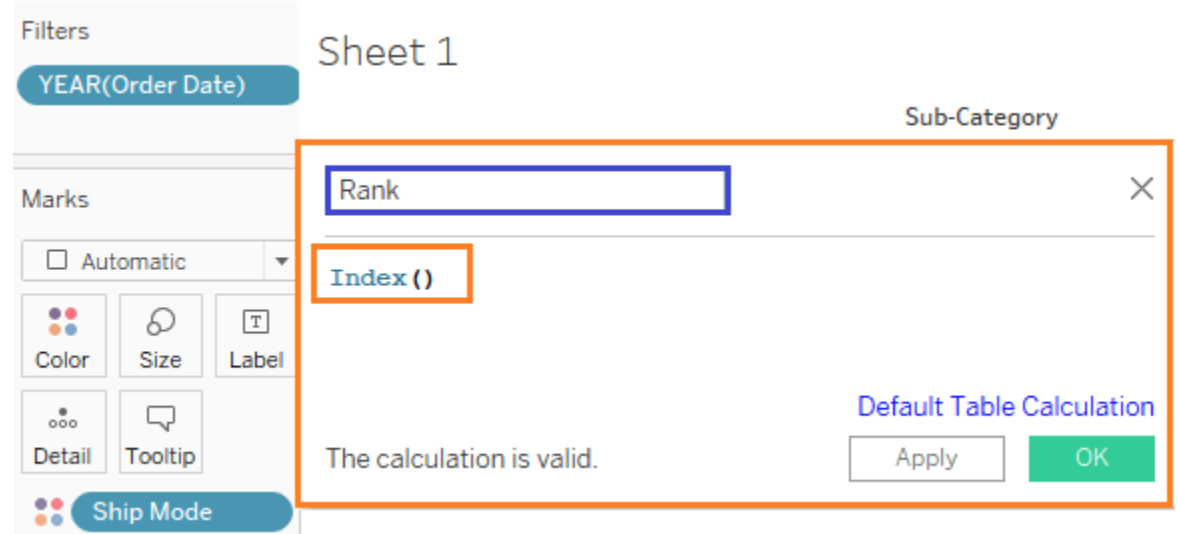 Filters
YEAR(Order Date)
Marks
Automatic
Color
Size
T
Label
Detail
Tooltip
Ship Mode
Sheet 1
Sub-Category
Rank
Index()
Default Table Calculation
The calculation is valid.
Apply
OK